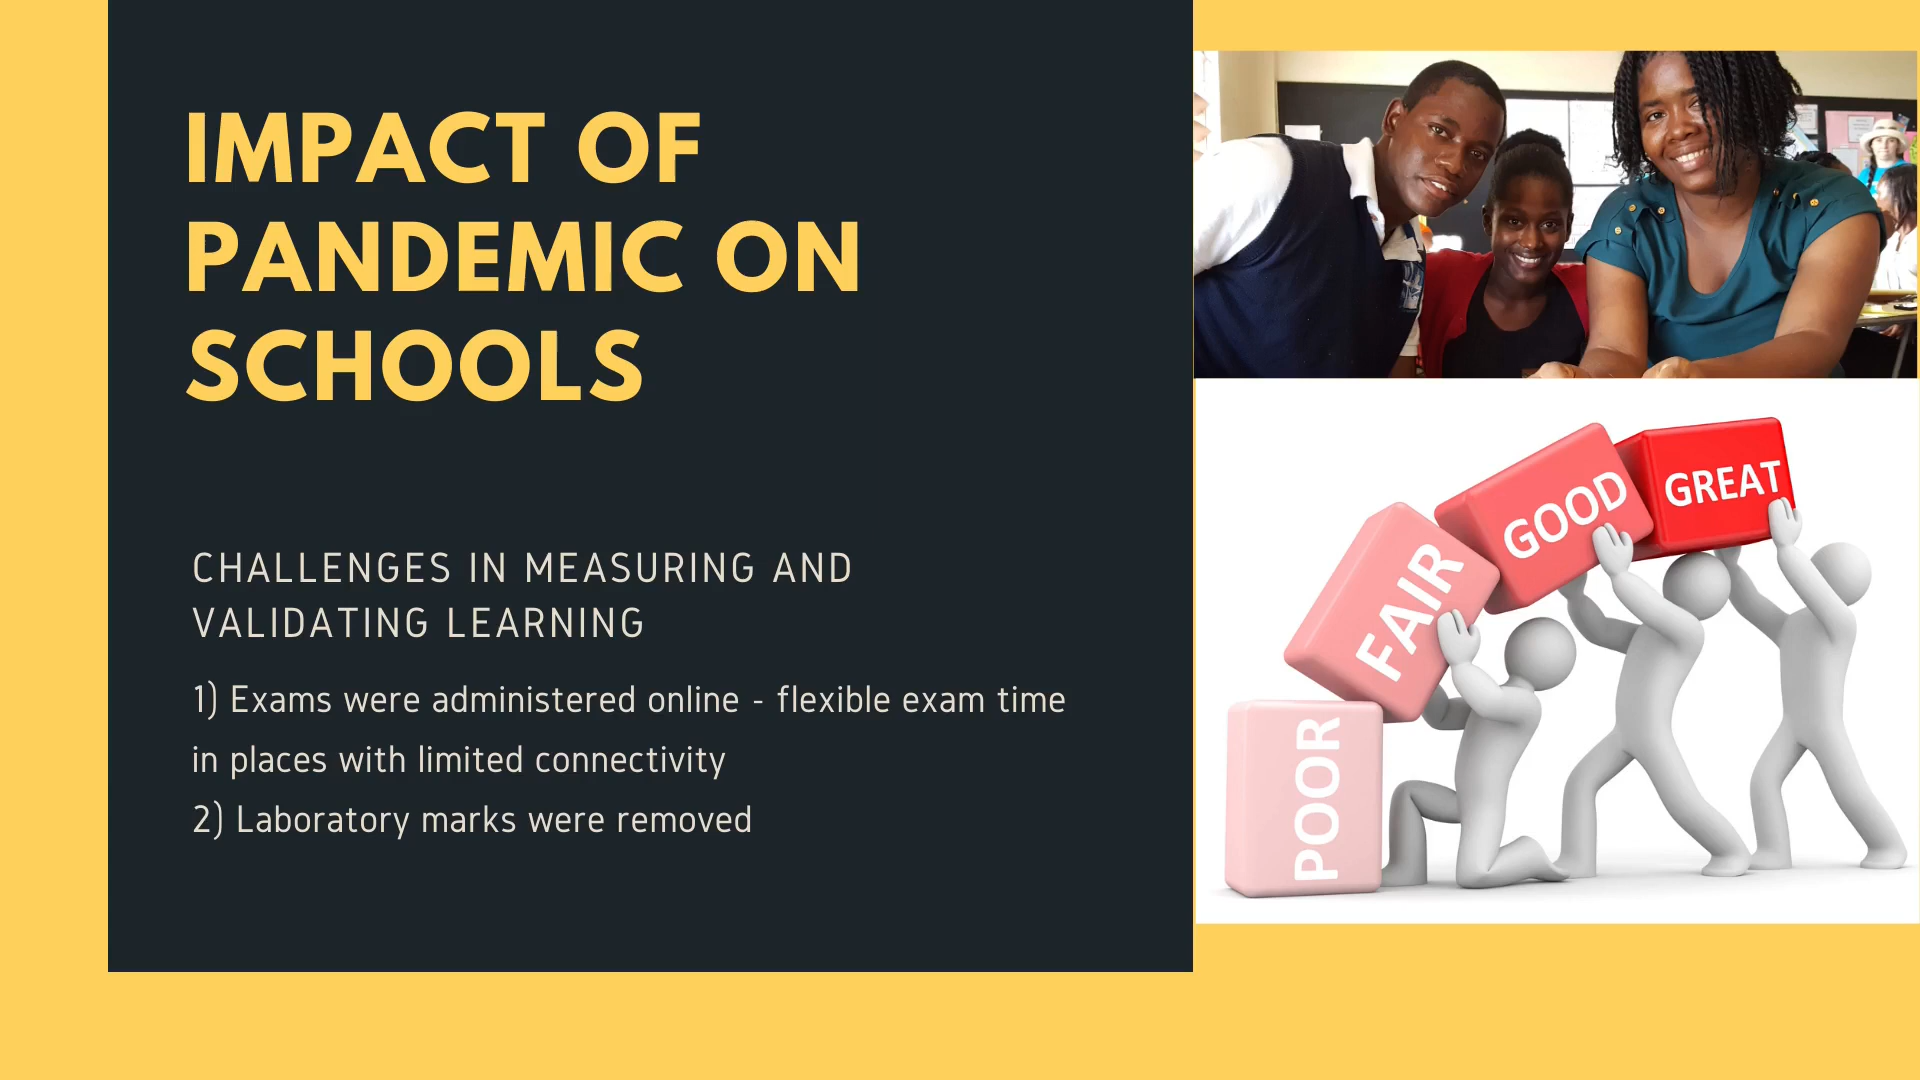 IMPACT OF
PANDEMIC ON
SCHOOLS
CHALLENGES IN MEASURING AND
VALIDATING LEARNING
1) Exams were administered online - flexible exam time
in places with limited connectivity
2) Laboratory marks were removed
POOR
FAIR
GOOD
GREAT